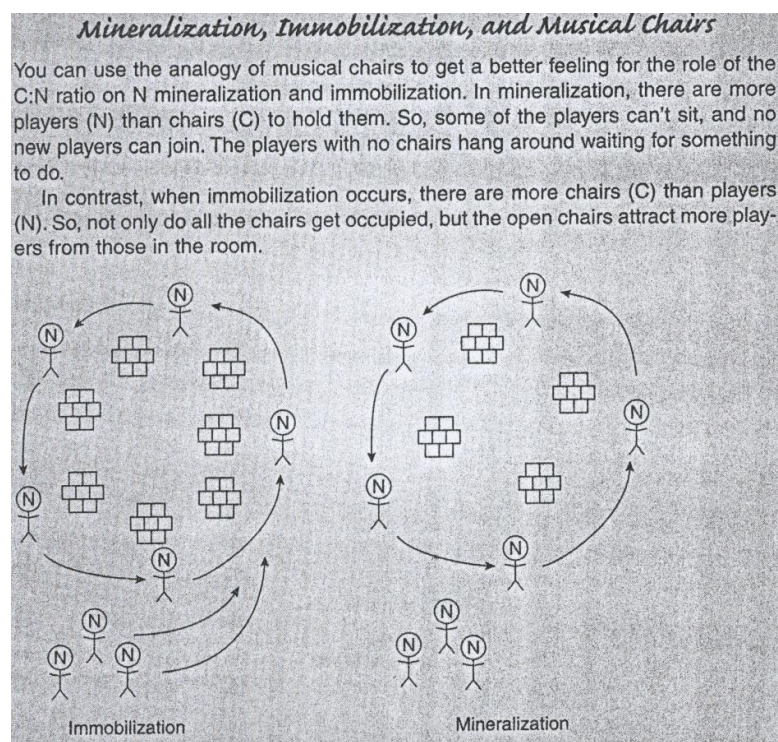 Mineralization, Immobilization, and Musical Chairs
You can use the analogy of musical chairs to get a better feeling for the role of the
C:N ratio on N mineralization and immobilization. In mineralization, there are more
players (N) than chairs (C) to hold them. So, some of the players can't sit, and no
new players can join. The players with no chairs hang around waiting for something
to do.
In contrast, when immobilization occurs, there are more chairs (C) than players
(N). So, not only do all the chairs get occupied, but the open chairs attract more play-
ers from those in the room.
N
N
N
N
N
N
N
N
Immobilization
N
N
N
N
N
N
N
N
Mineralization